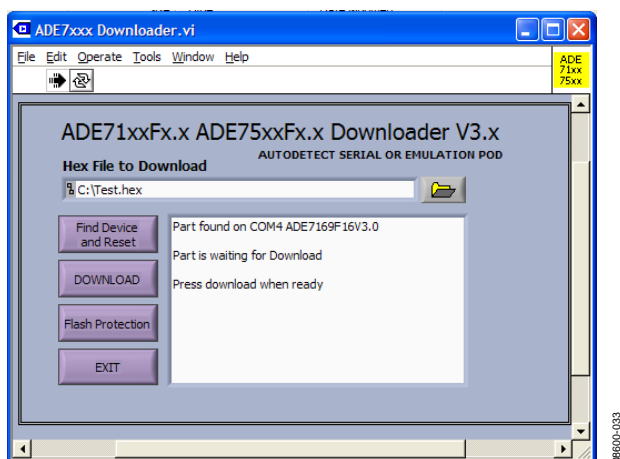 ADE7xxx Downloader.vi
File Edit Operate Tools Window Help
ADE
71xx
75xx
ADE71xxFx.x ADE75xxFx.x Downloader V3.x
AUTODETECT SERIAL OR EMULATION POD
Hex File to Download
C:\Test.hex
Find Device
and Reset
Part found on COM4 ADE7169F16V3.0
Part is waiting for Download
DOWNLOAD
Press download when ready
Flash Protection
EXIT